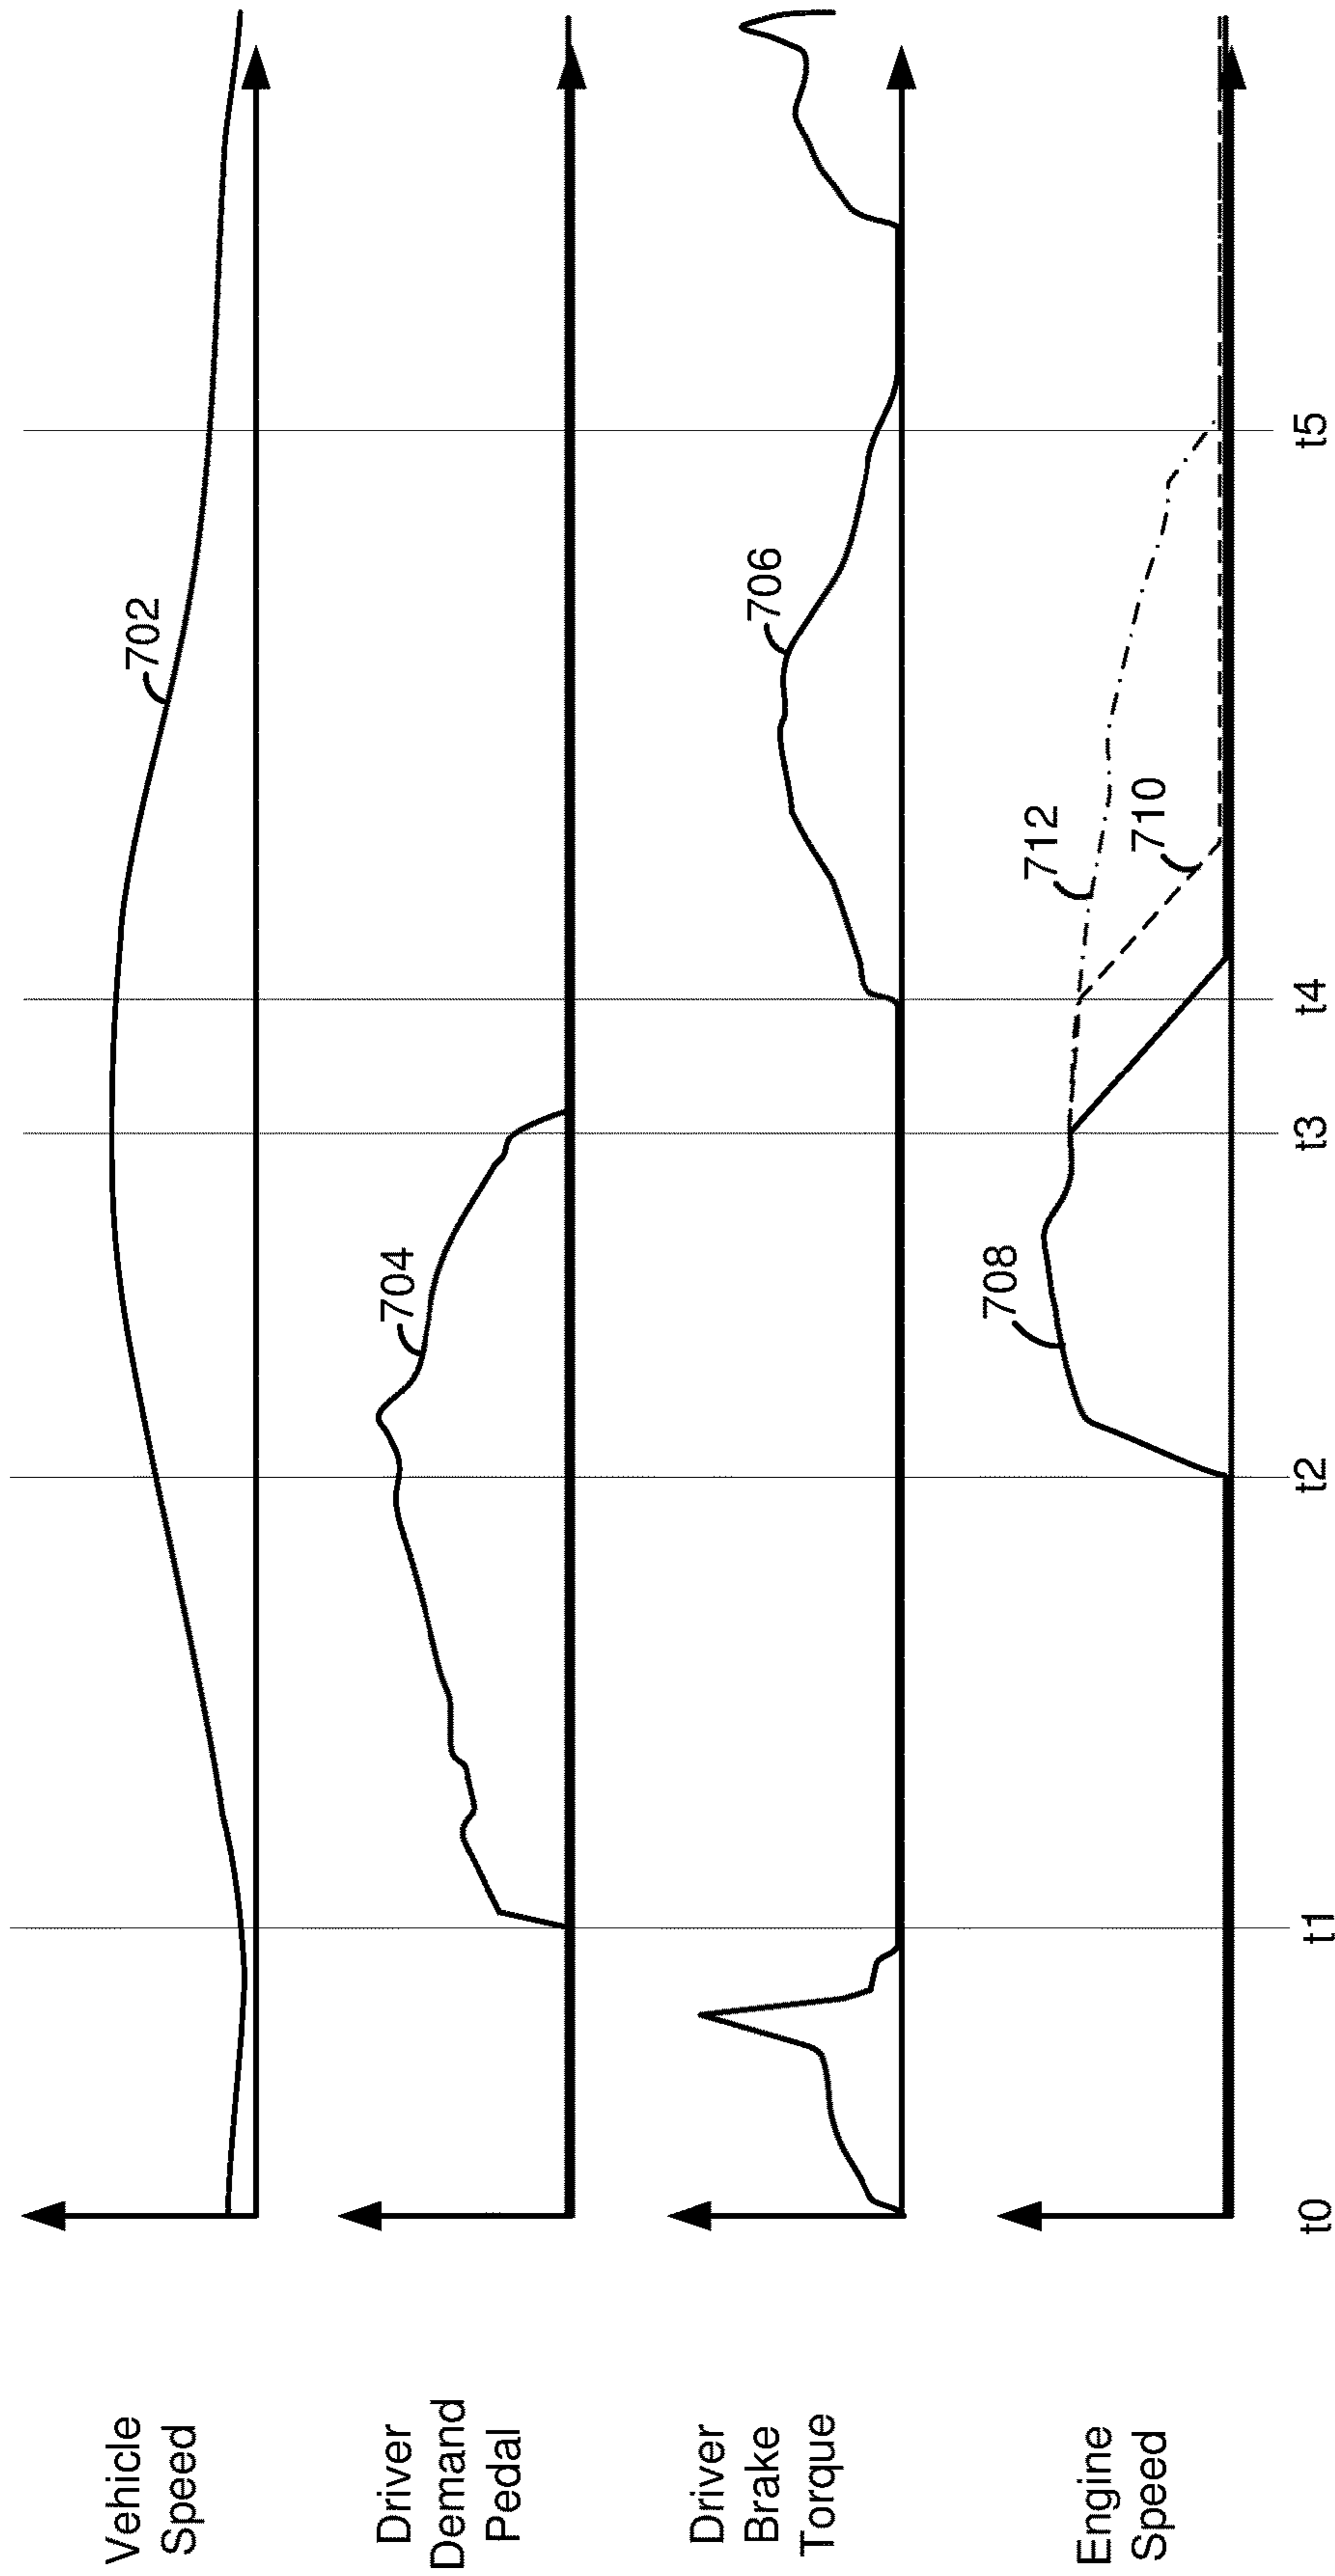 Vehicle
Speed
702
Driver
Demand
Pedal
704
Driver
Brake
Torque
706
Engine
Speed
708
712
710
t0
t1
t2
t3
t4
t5